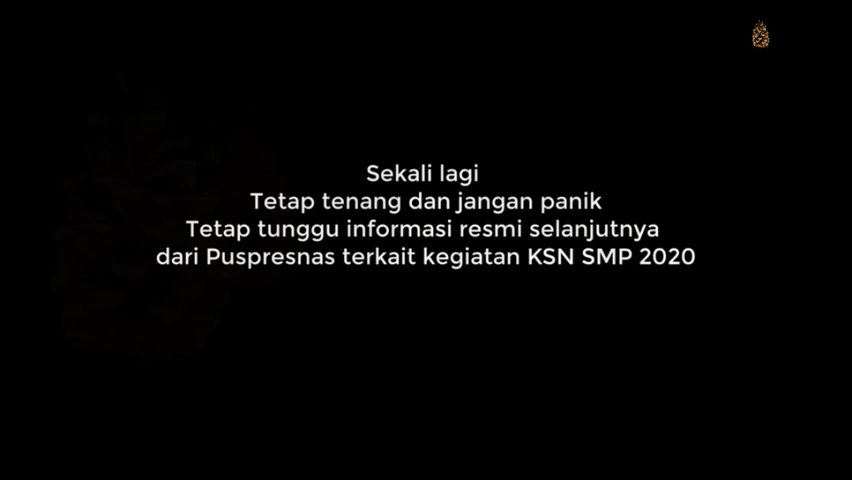 Sekali lagi
Tetap tenang dan jangan panik
Tetap tunggu informasi resmi selanjutnya
dari Puspresnas terkait kegiatan KSN SMP 2020